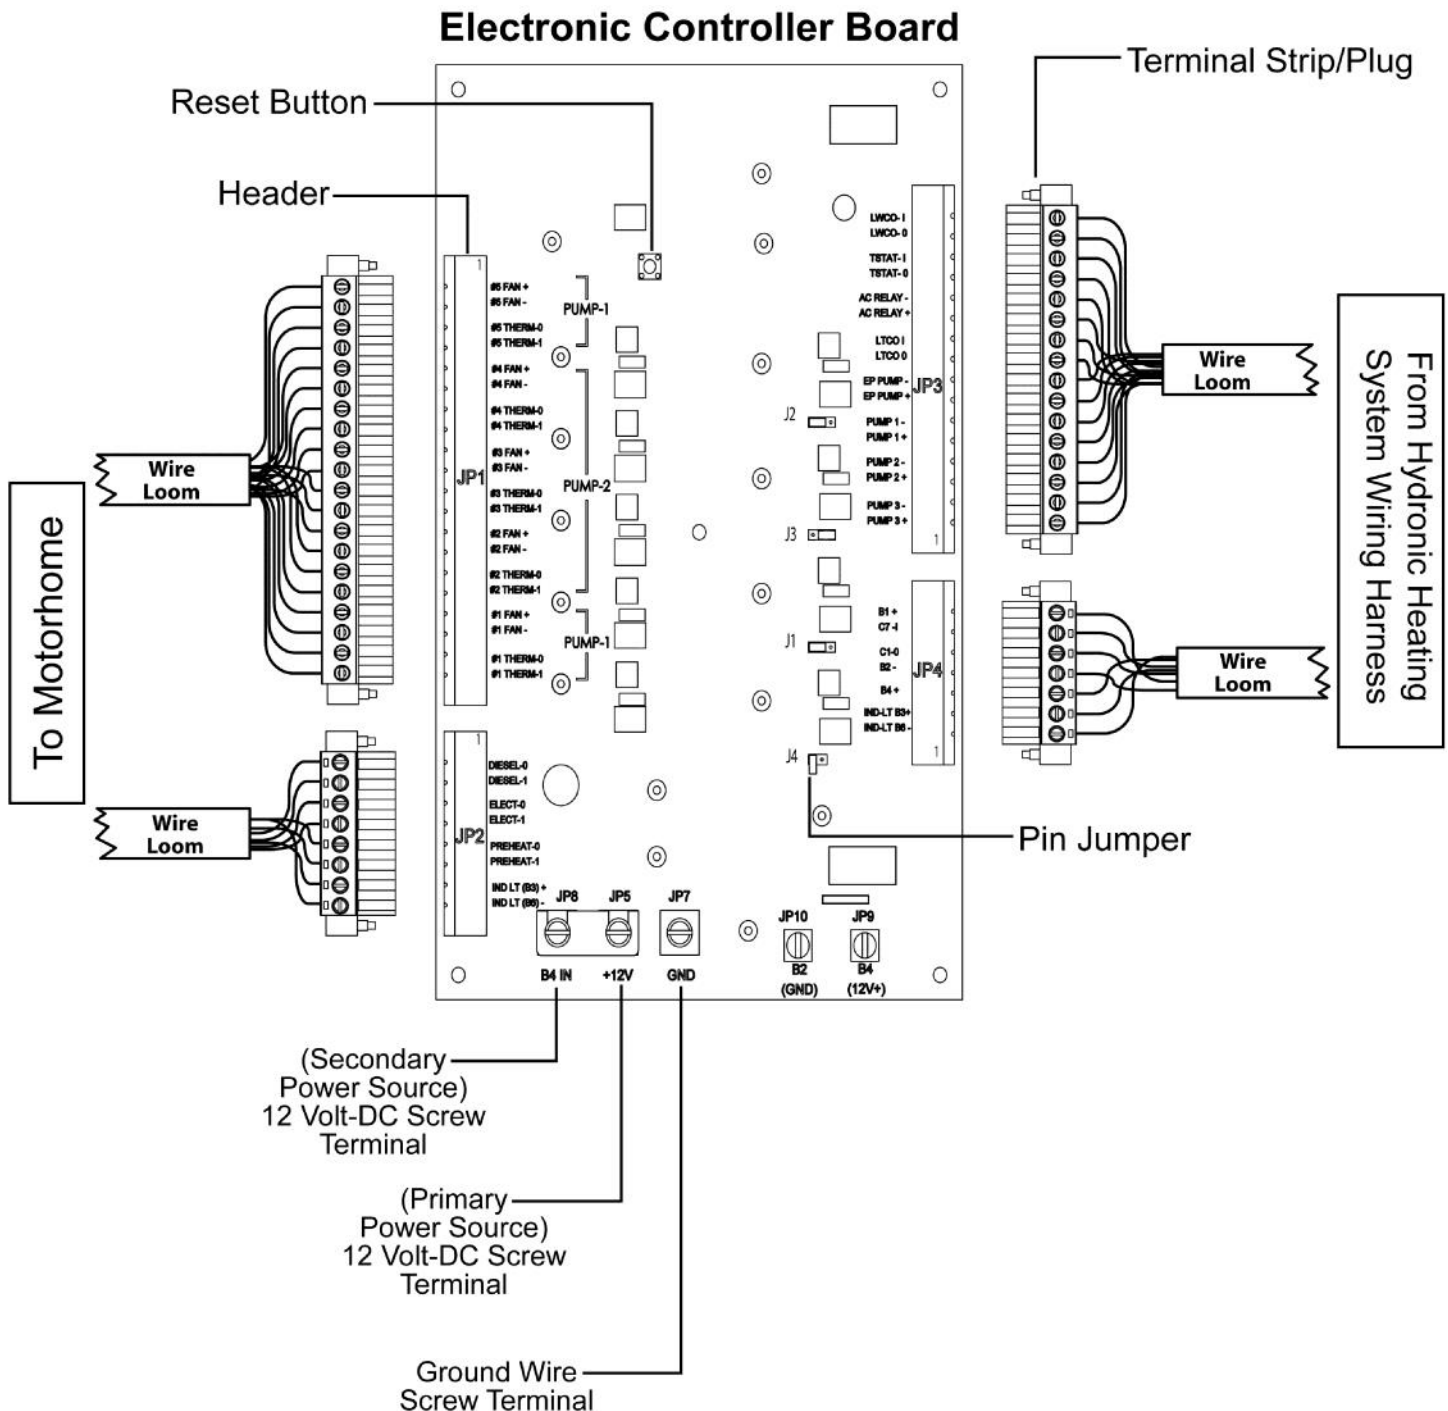 Electronic Controller Board
Terminal Strip/Plug
Reset Button
Header
1
#5 FAN +
#5 FAN -
PUMP-1
#5 THERM-0
#5 THERM-1
#4 FAN +
#4 FAN -
#4 THERM-0
#4 THERM-1
#3 FAN +
#3 FAN -
JP1
PUMP-2
#3 THERM-0
#3 THERM-1
#2 FAN +
#2 FAN -
#2 THERM-0
#2 THERM-1
#1 FAN +
#1 FAN -
PUMP-1
#1 THERM-0
#1 THERM-1
LWCO- I
LWCO- 0
TSTAT- I
TSTAT- 0
AC RELAY -
AC RELAY +
LTCO I
LTCO 0
EP PUMP -
EP PUMP +
JP3
J2
PUMP 1 -
PUMP 1 +
PUMP 2 -
PUMP 2 +
PUMP 3 -
PUMP 3 +
J3
1
B1 +
C7 -I
J1
C1-0
B2 -
JP4
B4 +
IND-LT B3+
IND-LT B6 -
1
J4
Wire
Loom
Wire
Loom
Wire
Loom
Wire
Loom
To Motorhome
From Hydronic Heating
System Wiring Harness
1
DIESEL-0
DIESEL-1
ELECT-0
ELECT-1
JP2
PREHEAT-0
PREHEAT-1
IND LT (B3) +
IND LT (B6) -
Pin Jumper
JP8
JP5
JP7
JP10
JP9
B4 IN
+12V
GND
B2
(GND)
B4
(12V+)
(Secondary
Power Source)
12 Volt-DC Screw
Terminal
(Primary
Power Source)
12 Volt-DC Screw
Terminal
Ground Wire
Screw Terminal